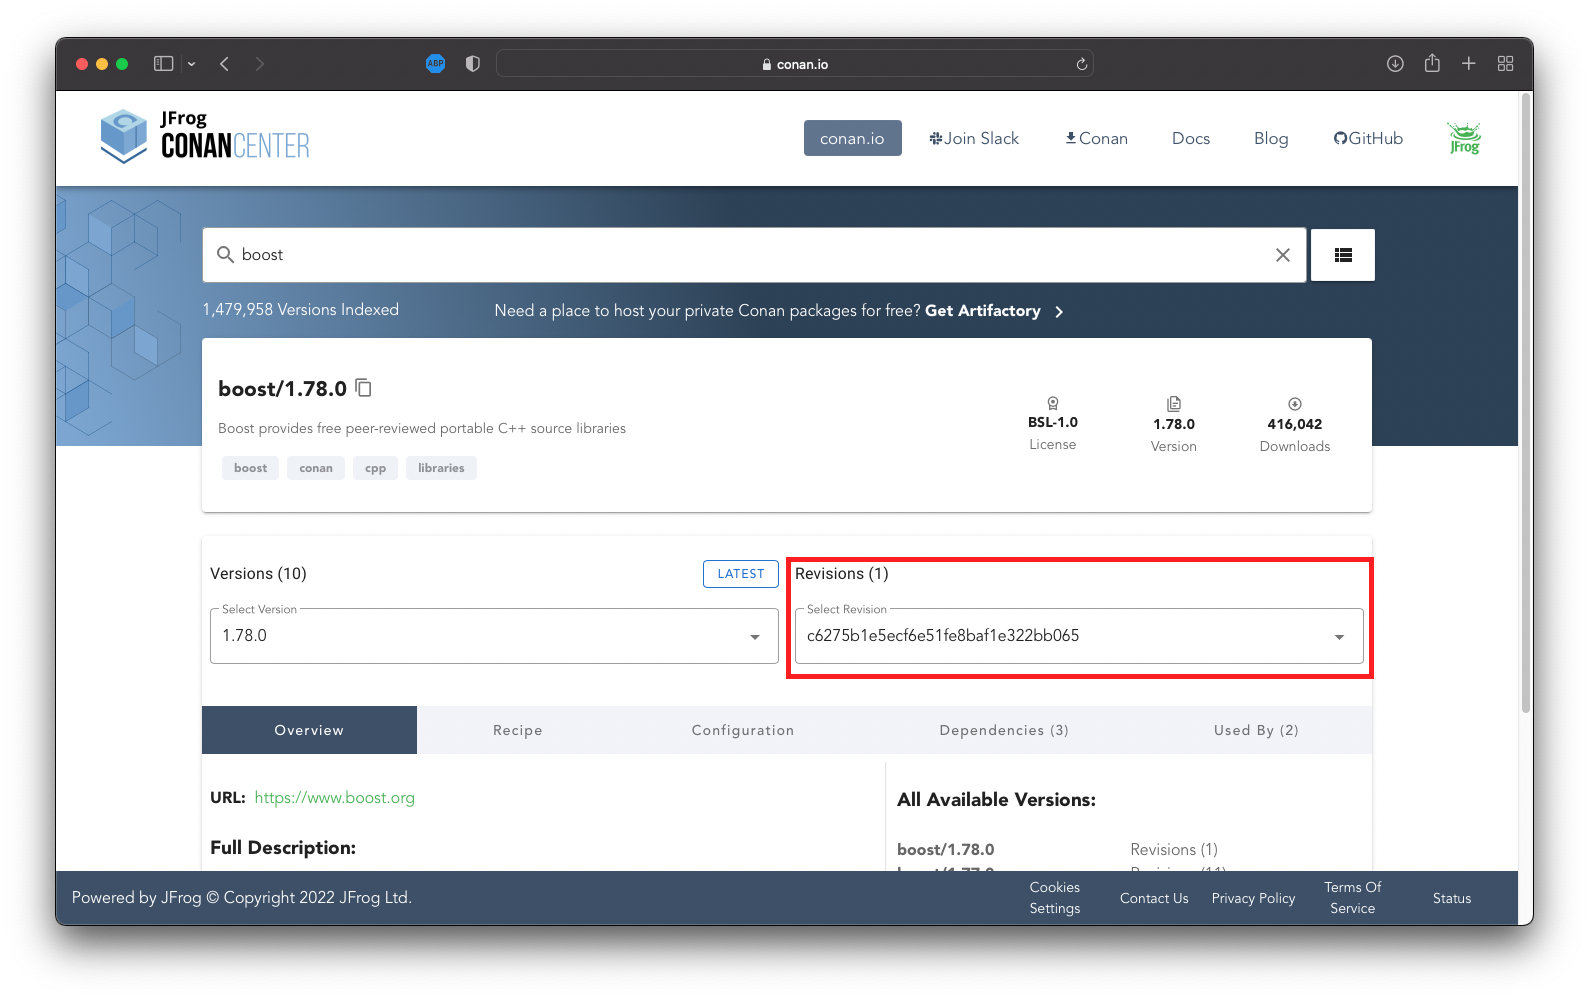 ABP
conan.io
JFrog
CONANCENTER
conan.io
Join Slack
Conan
Docs
Blog
GitHub
JFrog
boost
1,479,958 Versions Indexed
Need a place to host your private Conan packages for free? Get Artifactory
boost/1.78.0
Boost provides free peer-reviewed portable C++ source libraries
boost conan cpp libraries
BSL-1.0
License
1.78.0
Version
416,042
Downloads
Versions (10)
LATEST
Select Version
1.78.0
Revisions (1)
Select Revision
c6275b1e5ecf6e51fe8baf1e322bb065
Overview Recipe Configuration Dependencies (3) Used By (2)
URL: https://www.boost.org
Full Description:
All Available Versions:
boost/1.78.0 Revisions (1)
Powered by JFrog © Copyright 2022 JFrog Ltd.
Cookies
Settings
Contact Us
Privacy Policy
Terms Of
Service
Status